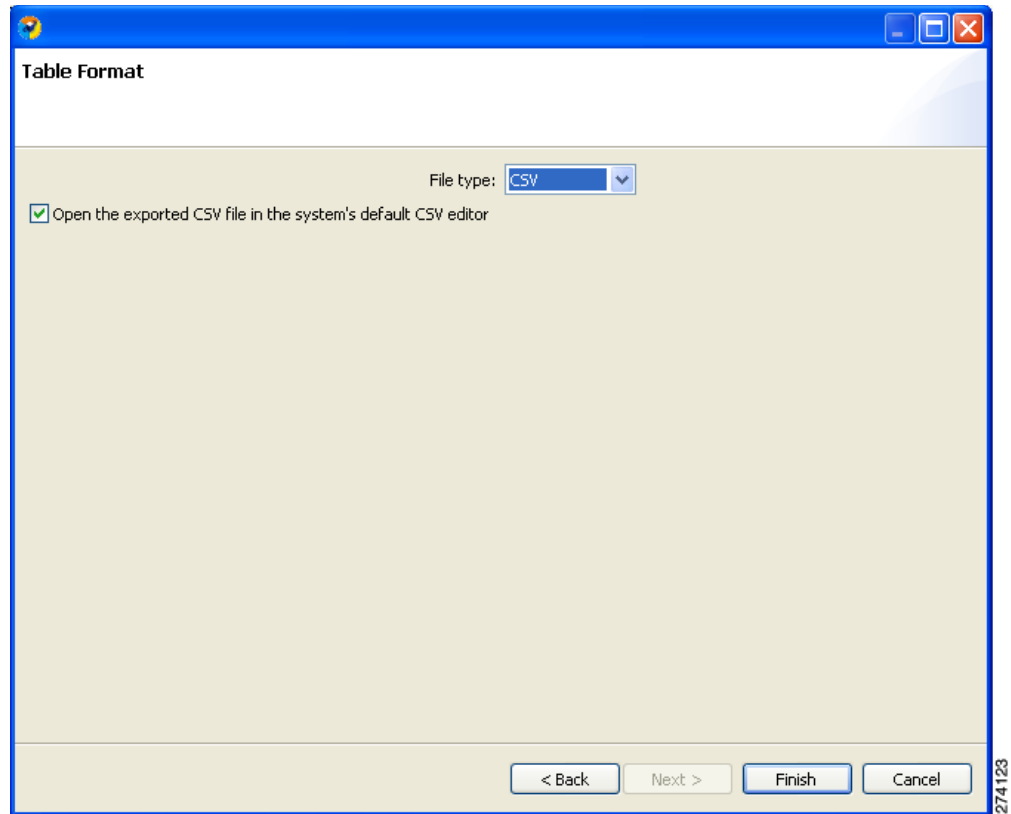 Table Format
File type: CSV
Open the exported CSV file in the system's default CSV editor
< Back Next > Finish Cancel
274123